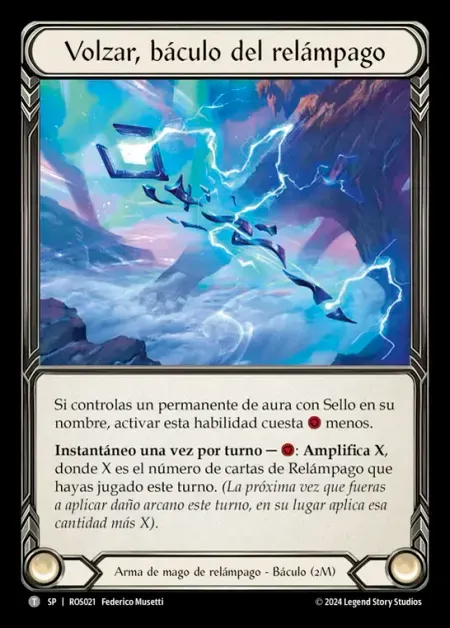 Volzar, báculo del relámpago
Si controlas un permanente de aura con Sello en su
nombre, activar esta habilidad cuesta menos.
Instantáneo una vez por turno — : Amplifica X,
donde X es el número de cartas de Relámpago que
hayas jugado este turno. (La próxima vez que fueras
a aplicar daño arcano este turno, en su lugar aplica esa
cantidad más X).
Arma de mago de relámpago - Báculo (2M)
T SP | ROS021 Federico Musetti
© 2024 Legend Story Studios